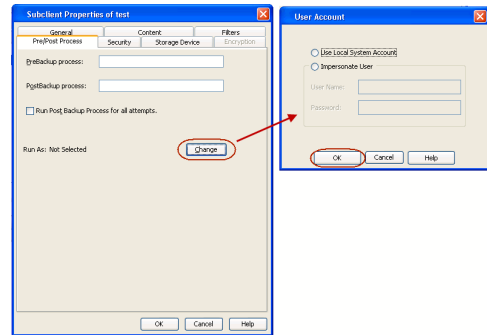 Subclient Properties of test
General Content Filters
Pre/Post Process Security Storage Device Encryption
PreBackup process:
PostBackup process:
Run Post Backup Process for all attempts.
Run As: Not Selected
Change
OK Cancel Help
User Account
Use Local System Account
Impersonate User
User Name:
Password:
OK Cancel Help